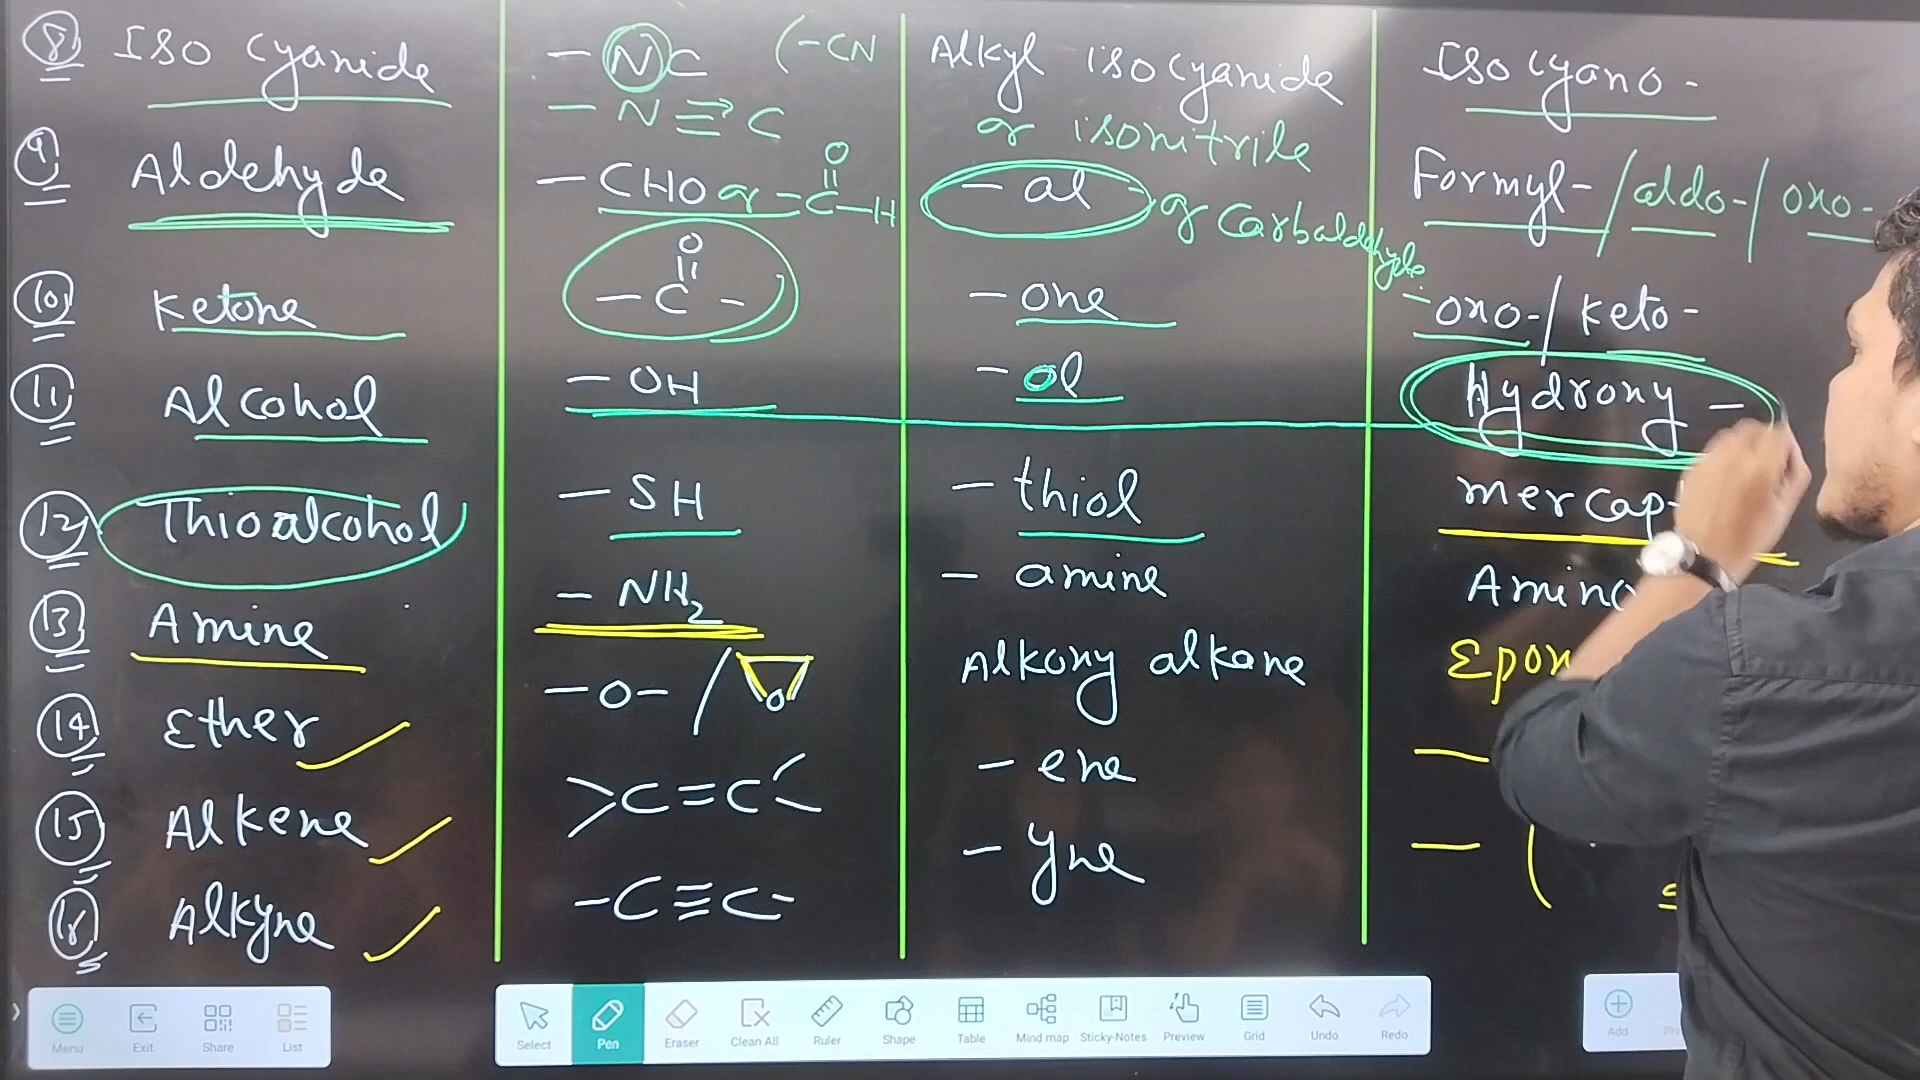 8 Iso Cyanide – NC (–CN Alkyl isocyanide Isocyano –
– N ≡ C or isonitrile
9 Aldehyde – CHO or – C – H – al or Carbaldehyde Formyl – / aldo – / oxo –
O
||
10 Ketone – C – – one – oxo – / Keto –
O
||
11 Alcohol – OH – ol Hydroxy –
12 Thioalcohol – SH – thiol mercap
13 Amine – NH2 – amine Amino
14 Ether – O – / O Alkoxy alkane Epox
15 Alkene > C = C < – ene —
16 Alkyne – C ≡ C – – yne — (
Menu Exit Share List Select Pen Eraser Clean All Ruler Shape Table Mind map Sticky-Notes Preview Grid Undo Redo Add